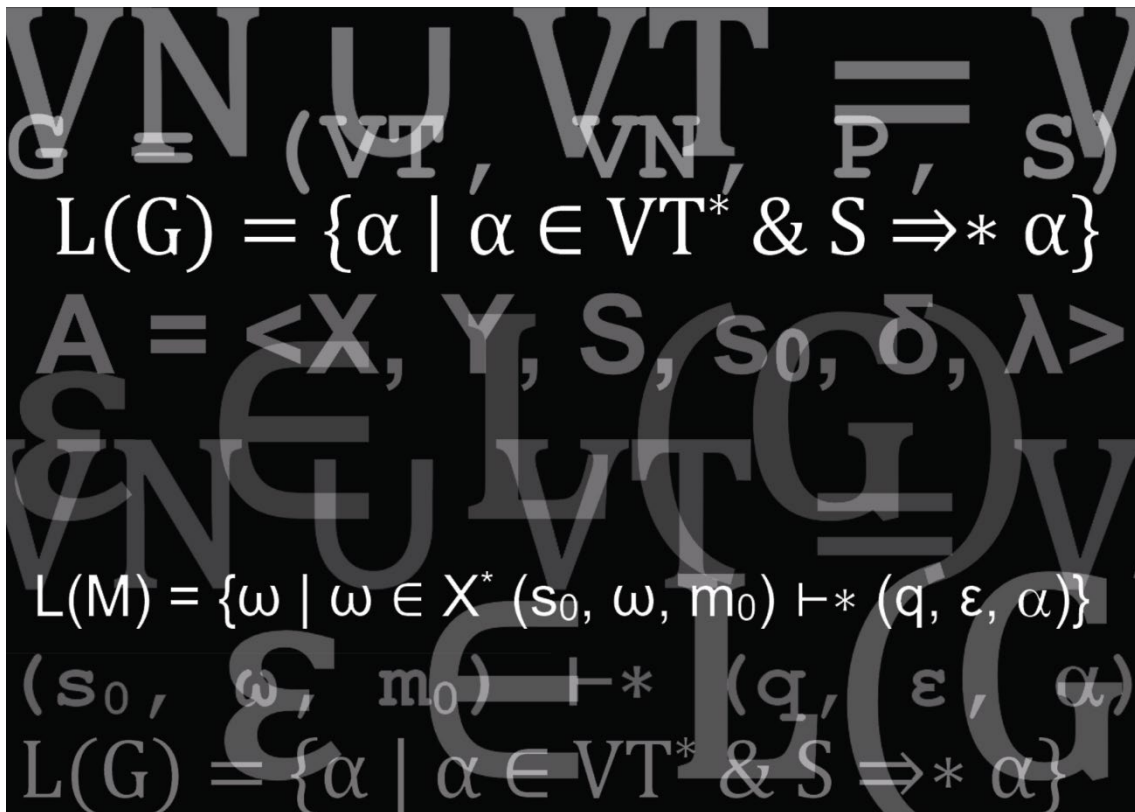 VN ∪ VT = V
G = (VT, VN, P, S)
L(G) = {α | α ∈ VT* & S ⇒* α}
A = <X, Y, S, s₀, δ, λ>
ε ∈ L(G)
VN ∪ VT = V
L(M) = {ω | ω ∈ X* (s₀, ω, m₀) ⊢* (q, ε, α)}
ε ∈ L(G
(s₀, ω, m₀) ⊢* (q, ε, α)
L(G) = {α | α ∈ VT* & S ⇒* α}